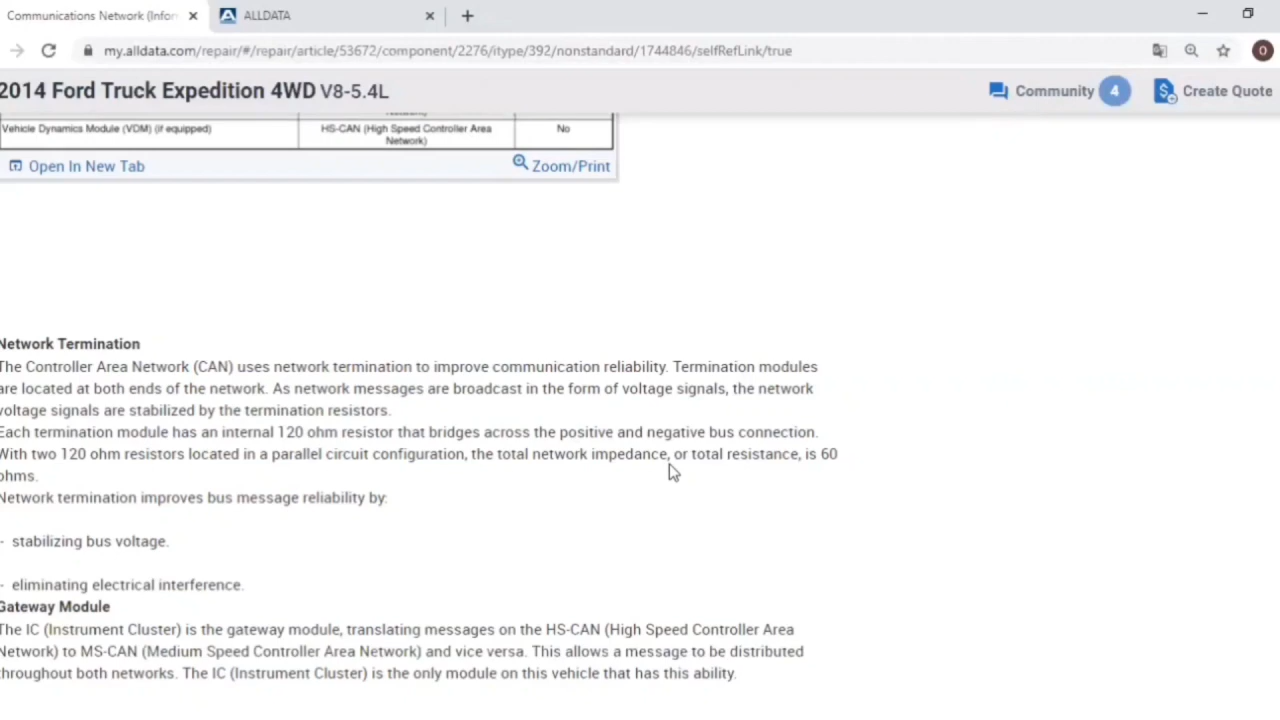 Communications Network (Infor
ALLDATA
my.alldata.com/repair/#/repair/article/53672/component/2276/itype/392/nonstandard/1744846/selfRefLink/true
O
2014 Ford Truck Expedition 4WD V8-5.4L
Community 4
Create Quote
Network)
Vehicle Dynamics Module (VDM) (if equipped)
HS-CAN (High Speed Controller Area
Network)
No
Open In New Tab
Zoom/Print
Network Termination
The Controller Area Network (CAN) uses network termination to improve communication reliability. Termination modules
are located at both ends of the network. As network messages are broadcast in the form of voltage signals, the network
voltage signals are stabilized by the termination resistors.
Each termination module has an internal 120 ohm resistor that bridges across the positive and negative bus connection.
With two 120 ohm resistors located in a parallel circuit configuration, the total network impedance, or total resistance, is 60
ohms.
Network termination improves bus message reliability by:
- stabilizing bus voltage.
- eliminating electrical interference.
Gateway Module
The IC (Instrument Cluster) is the gateway module, translating messages on the HS-CAN (High Speed Controller Area
Network) to MS-CAN (Medium Speed Controller Area Network) and vice versa. This allows a message to be distributed
throughout both networks. The IC (Instrument Cluster) is the only module on this vehicle that has this ability.